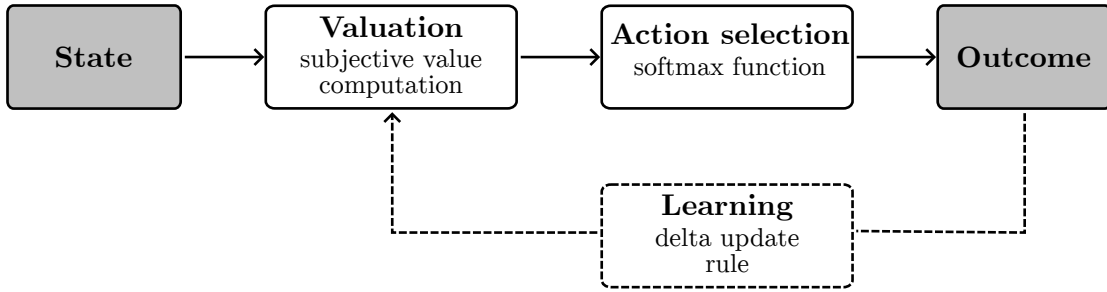 State
Valuation
subjective value
computation
Action selection
softmax function
Outcome
Learning
delta update
rule